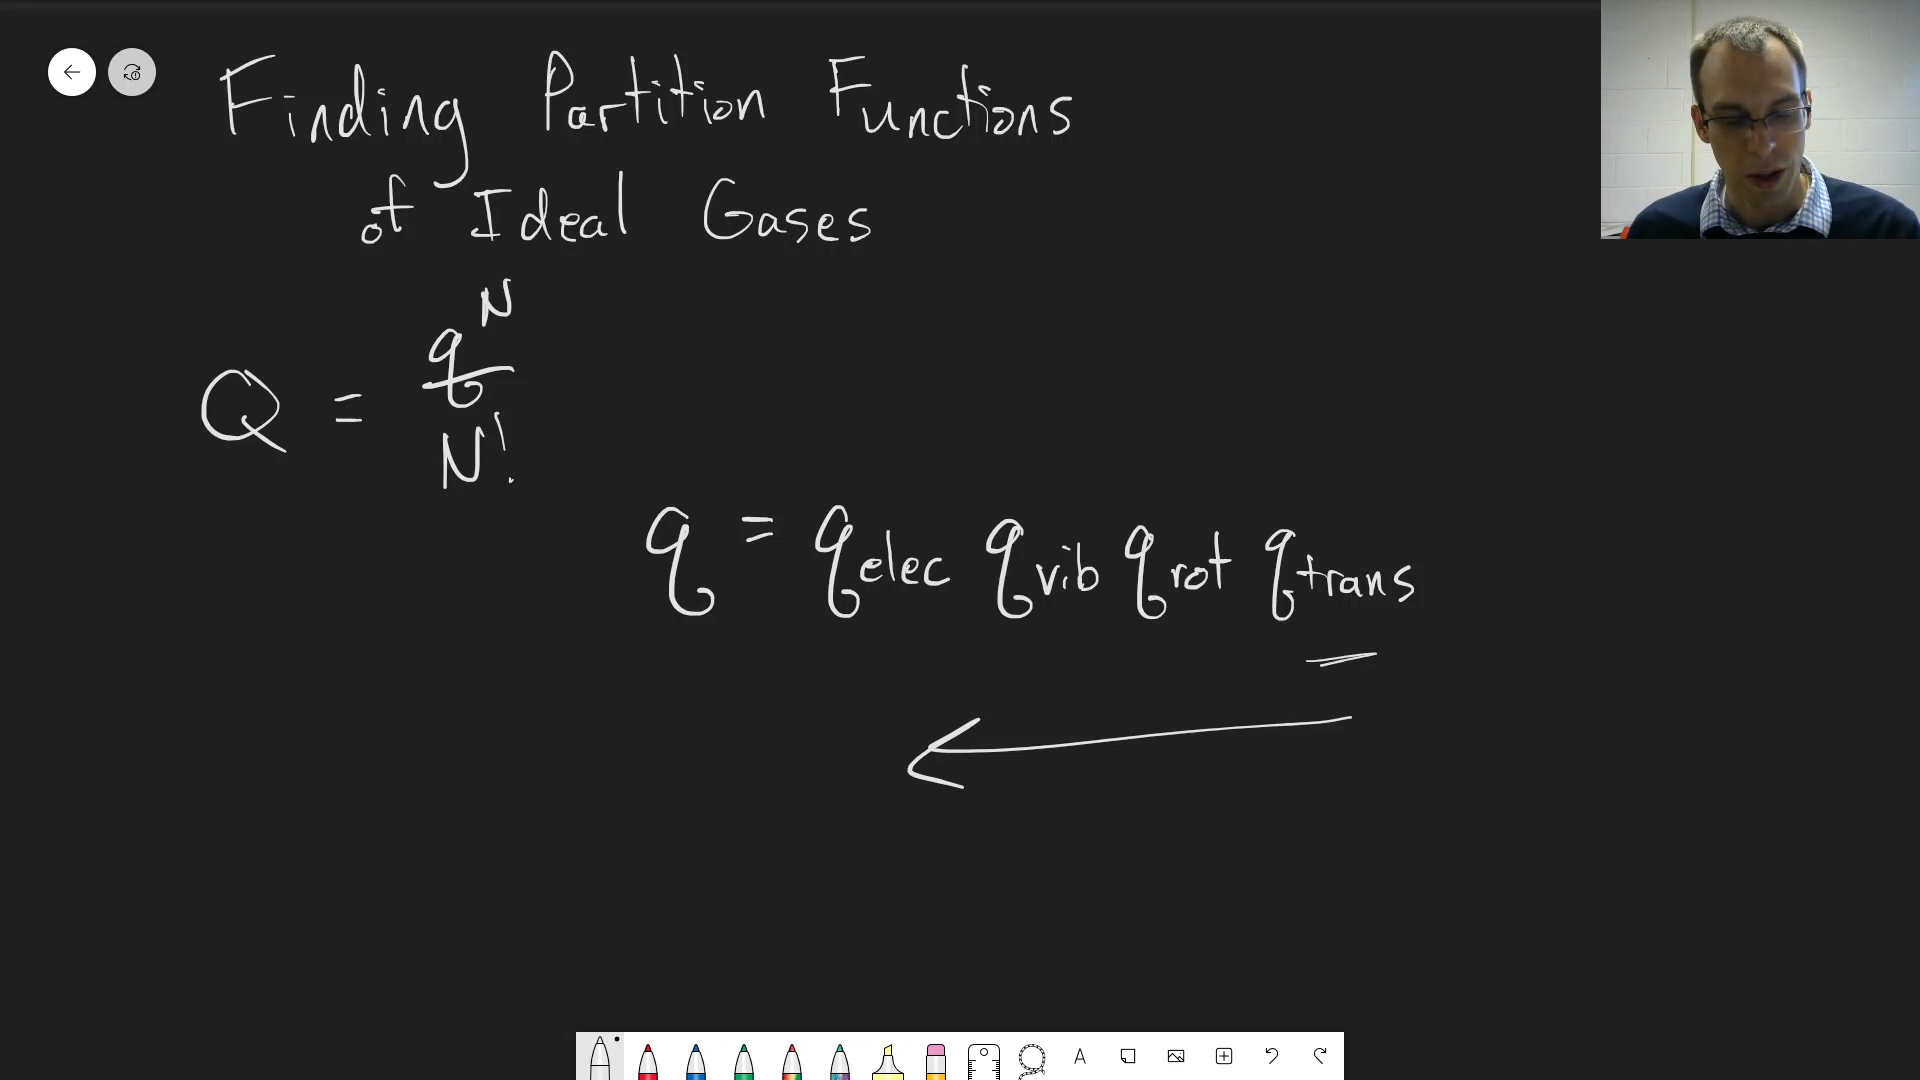 Finding Partition Functions
of Ideal Gases
Q = q^N / N!
q = q_elec q_vib q_rot q_trans
A